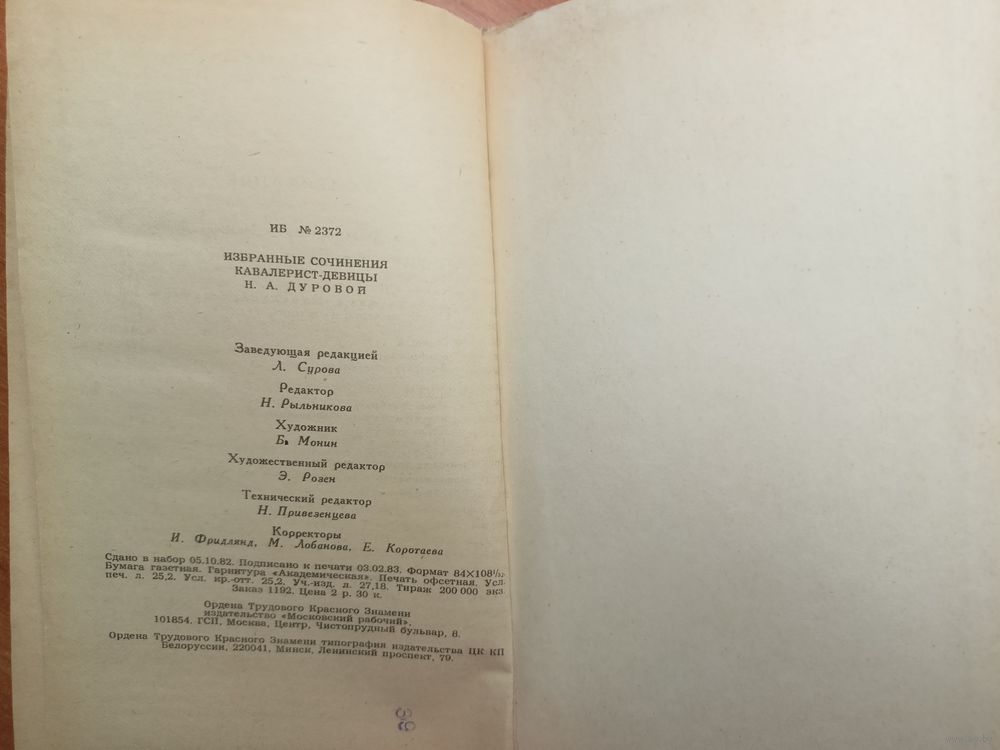 ИБ № 2372
ИЗБРАННЫЕ СОЧИНЕНИЯ
КАВАЛЕРИСТ-ДЕВИЦЫ
Н. А. ДУРОВОЙ
Заведующая редакцией
Л. Сурова
Редактор
Н. Рыльникова
Художник
Б. Монин
Художественный редактор
Э. Розен
Технический редактор
Н. Привезенцева
Корректоры
И. Фридлянд, М. Лобанова, Е. Коротаева
Сдано в набор 05.10.82. Подписано к печати 03.02.83. Формат 84×108¹/₃₂.
Бумага газетная. Гарнитура «Академическая». Печать офсетная. Усл.
печ. л. 25,2. Усл. кр.-отт. 25,2. Уч.-изд. л. 27,18. Тираж 200 000 экз.
Заказ 1192. Цена 2 р. 30 к.
Ордена Трудового Красного Знамени
издательство «Московский рабочий»,
101854. ГСП, Москва, Центр, Чистопрудный бульвар, 8.
Ордена Трудового Красного Знамени типография издательства ЦК КП
Белоруссии, 220041, Минск, Ленинский проспект, 79.